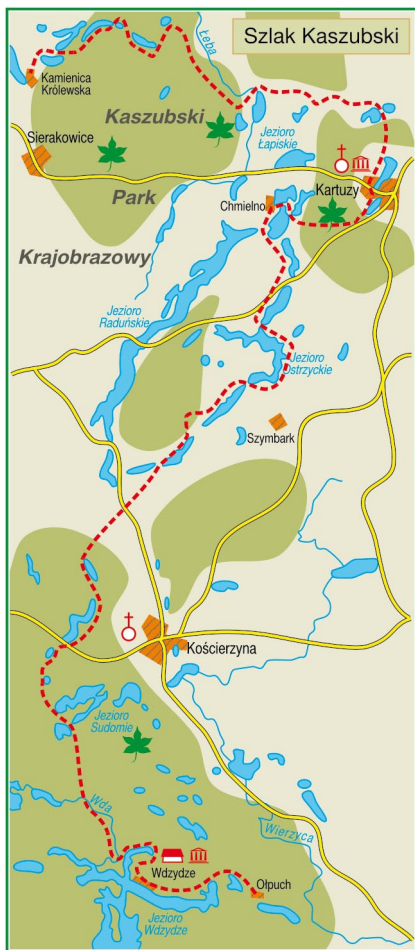 Szlak Kaszubski
Łeba
Kamienica
Królewska
Kaszubski
Sierakowice
Jezioro
Łapiskie
Park
Kartuzy
Chmielno
Krajobrazowy
Jezioro
Raduńskie
Jezioro
Ostrzyckie
Szymbark
Kościerzyna
Jezioro
Sudomie
Wda
Wierzyca
Wdzydze
Ołpuch
Jezioro
Wdzydze